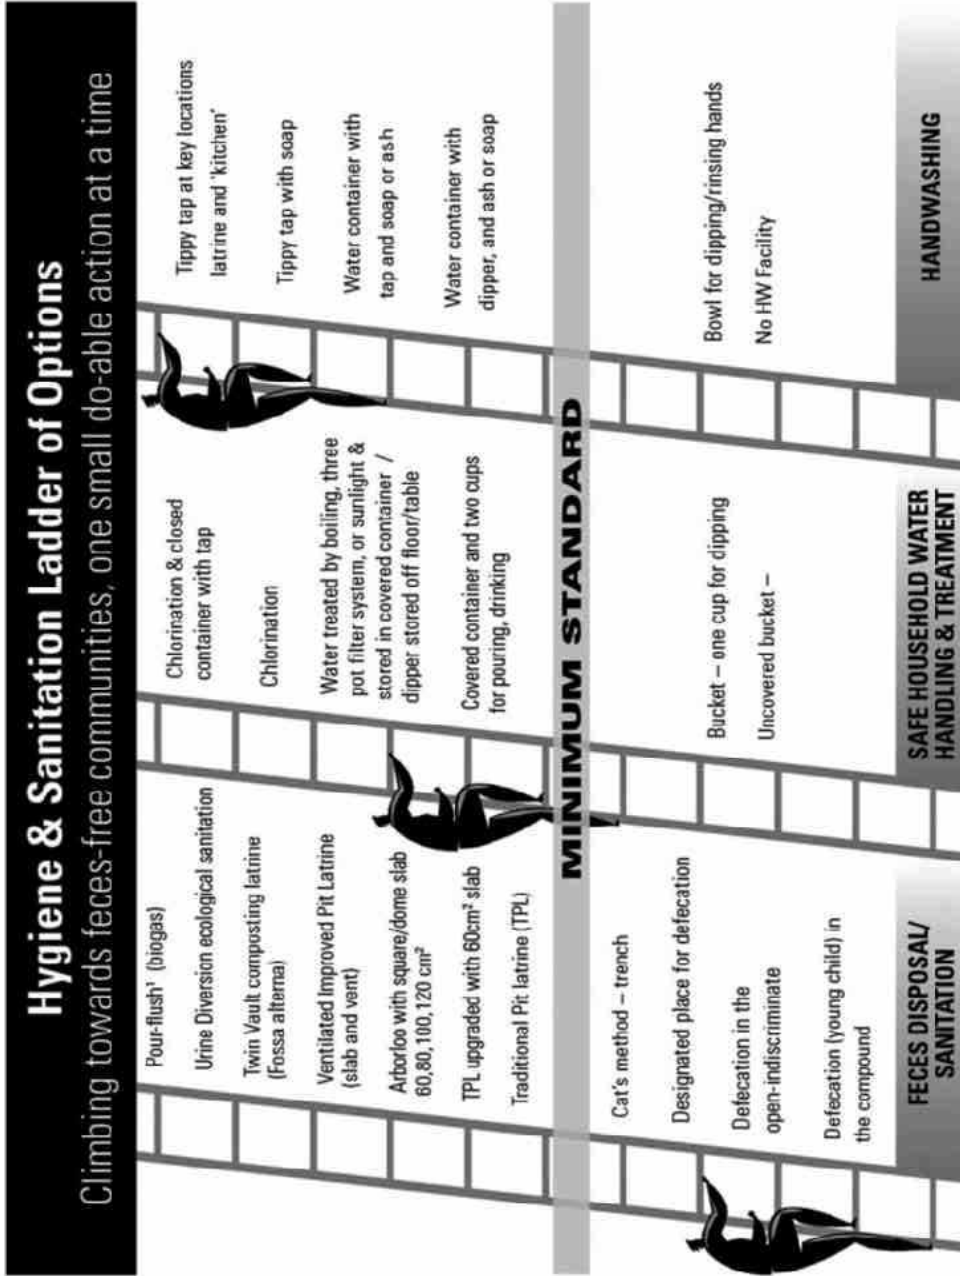 Hygiene & Sanitation Ladder of Options
Climbing towards feces-free communities, one small do-able action at a time
Pour-flush¹ (biogas)
Urine Diversion ecological sanitation
Twin Vault composting latrine
(Fossa alterna)
Ventilated Improved Pit Latrine
(slab and vent)
Arborloo with square/dome slab
60,80,100,120 cm²
TPL upgraded with 60cm² slab
Traditional Pit latrine (TPL)
Cat's method – trench
Designated place for defecation
Defecation in the
open-indiscriminate
Defecation (young child) in
the compound
FECES DISPOSAL/
SANITATION
Chlorination & closed
container with tap
Chlorination
Water treated by boiling, three
pot filter system, or sunlight &
stored in covered container /
dipper stored off floor/table
Covered container and two cups
for pouring, drinking
MINIMUM STANDARD
Bucket – one cup for dipping
Uncovered bucket –
SAFE HOUSEHOLD WATER
HANDLING & TREATMENT
Tippy tap at key locations
latrine and 'kitchen'
Tippy tap with soap
Water container with
tap and soap or ash
Water container with
dipper, and ash or soap
Bowl for dipping/rinsing hands
No HW Facility
HANDWASHING